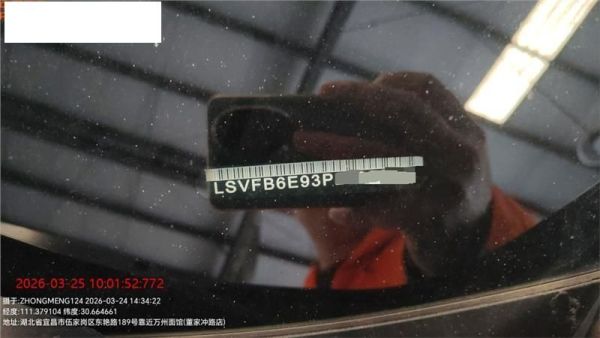 LSVFB6E93P
2026-03-25 10:01:52:772
摄于:ZHONGMENG124 2026-03-24 14:34:22
经度:111.379104 纬度:30.664661
地址:湖北省宜昌市伍家岗区东艳路189号靠近万州面馆(董家冲路店)